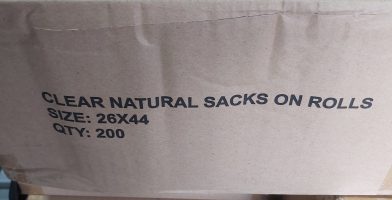 CLEAR NATURAL SACKS ON ROLLS
SIZE: 26X44
QTY: 200